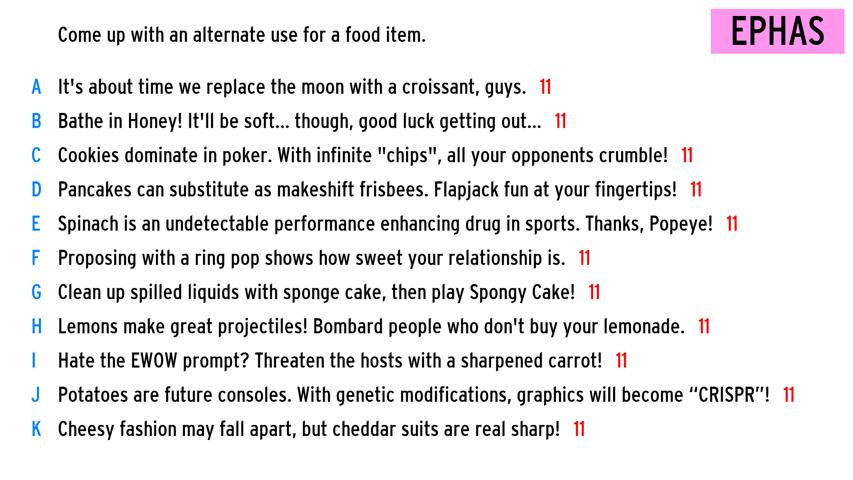 Come up with an alternate use for a food item.
EPHAS
A It's about time we replace the moon with a croissant, guys. 11
B Bathe in Honey! It'll be soft... though, good luck getting out... 11
C Cookies dominate in poker. With infinite "chips", all your opponents crumble! 11
D Pancakes can substitute as makeshift frisbees. Flapjack fun at your fingertips! 11
E Spinach is an undetectable performance enhancing drug in sports. Thanks, Popeye! 11
F Proposing with a ring pop shows how sweet your relationship is. 11
G Clean up spilled liquids with sponge cake, then play Spongy Cake! 11
H Lemons make great projectiles! Bombard people who don't buy your lemonade. 11
I Hate the EWOW prompt? Threaten the hosts with a sharpened carrot! 11
J Potatoes are future consoles. With genetic modifications, graphics will become “CRISPR”! 11
K Cheesy fashion may fall apart, but cheddar suits are real sharp! 11